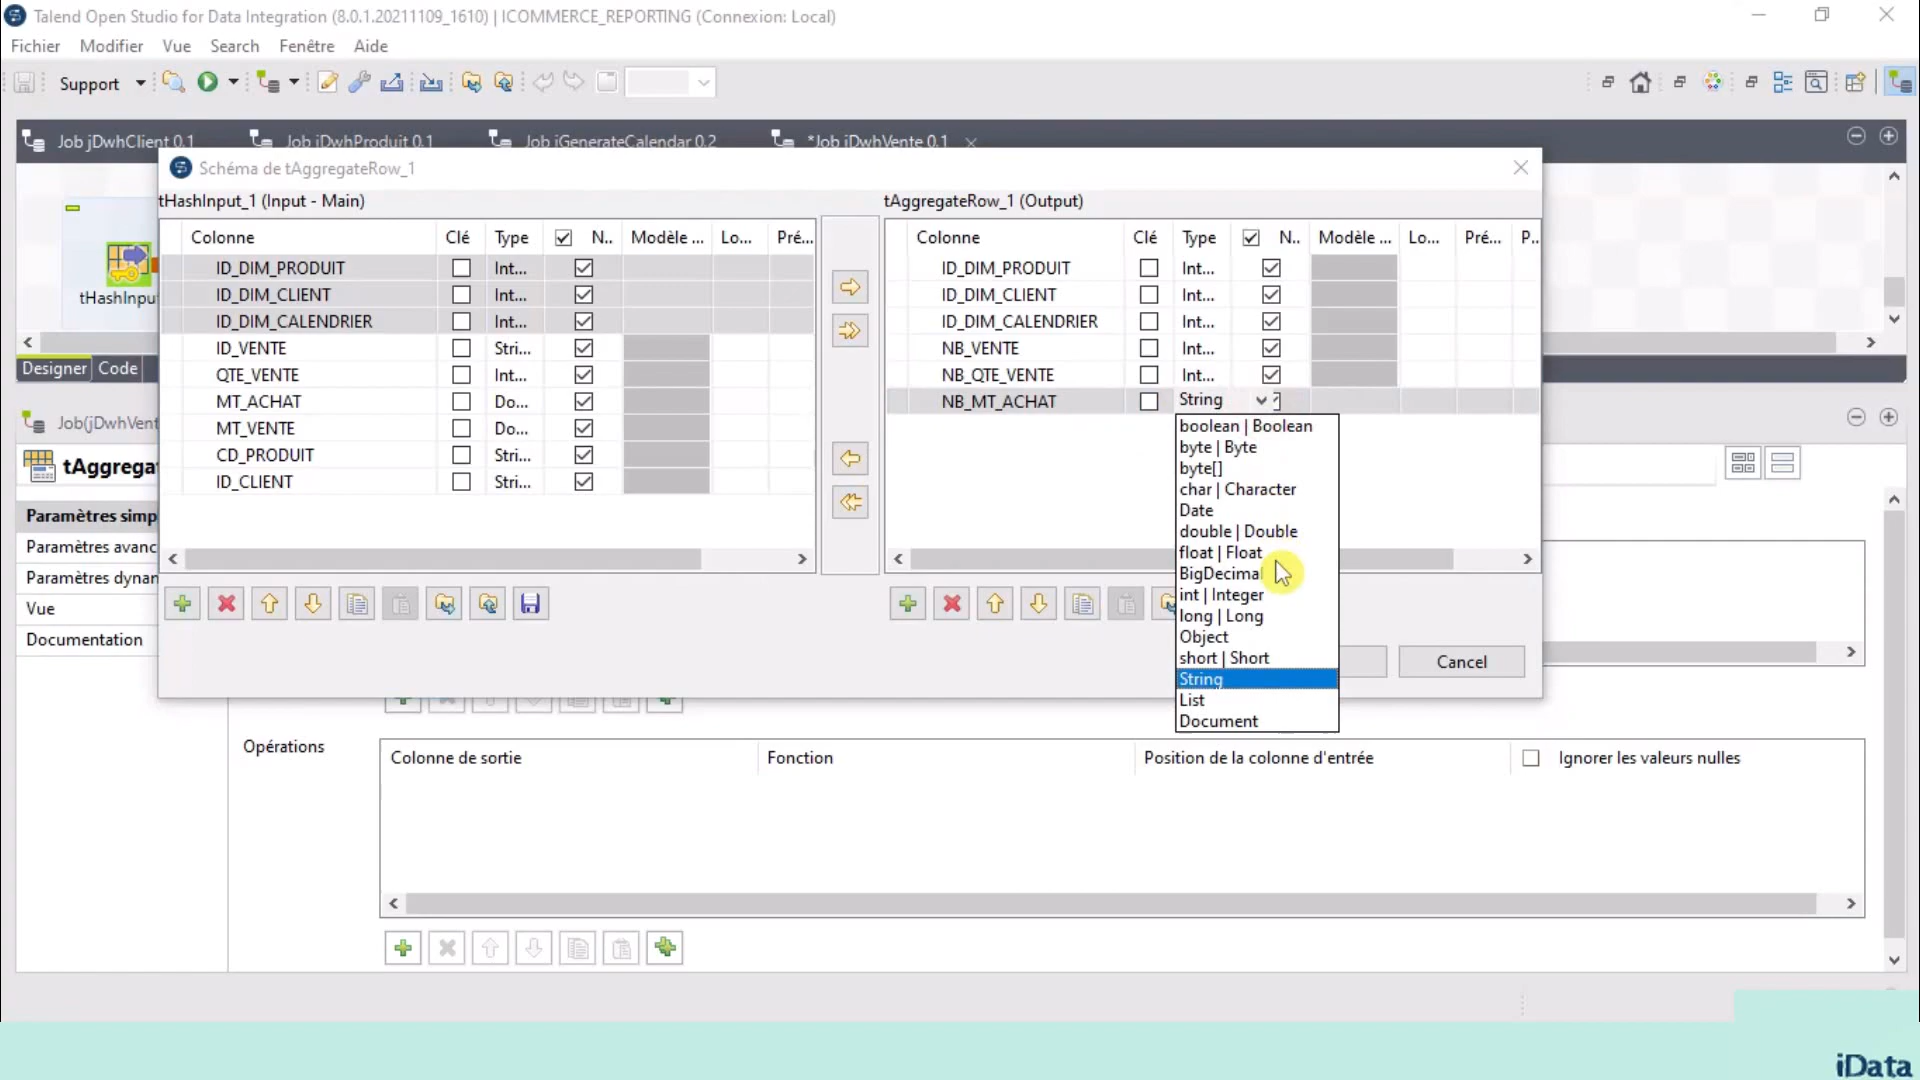 Talend Open Studio for Data Integration (8.0.1.20211109_1610) | ICOMMERCE_REPORTING (Connexion: Local)
Fichier Modifier Vue Search Fenêtre Aide
Support
Job jDwhClient 0.1 Job jDwhProduit 0.1 Job jGenerateCalendar 0.2 *Job jDwhVente 0.1
Schéma de tAggregateRow_1
tHashInput_1 (Input - Main) tAggregateRow_1 (Output)
Colonne Clé Type N.. Modèle ... Lo... Pré... Colonne Clé Type N.. Modèle ... Lo... Pré... P..
ID_DIM_PRODUIT Int... ID_DIM_PRODUIT Int...
ID_DIM_CLIENT Int... ID_DIM_CLIENT Int...
tHashInput
ID_DIM_CALENDRIER Int... ID_DIM_CALENDRIER Int...
ID_VENTE Stri... NB_VENTE Int...
Designer Code
QTE_VENTE Int... NB_QTE_VENTE Int...
MT_ACHAT Do... NB_MT_ACHAT String
Job(jDwhVent
MT_VENTE Do... boolean | Boolean
byte | Byte
CD_PRODUIT Stri...
tAggregat
byte[]
ID_CLIENT Stri...
char | Character
Date
Paramètres simp
double | Double
Paramètres avanc
float | Float
BigDecimal
Paramètres dynan
int | Integer
Vue
long | Long
Documentation
Object
short | Short
Cancel
String
List
Document
Opérations
Colonne de sortie Fonction Position de la colonne d'entrée Ignorer les valeurs nulles
iData